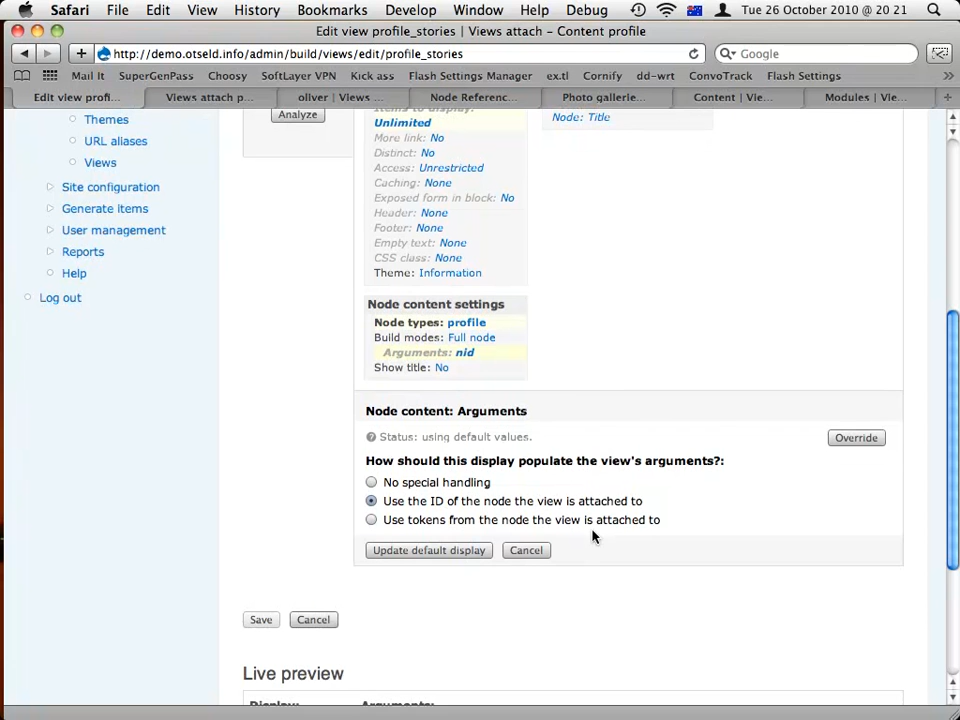 Safari File Edit View History Bookmarks Develop Window Help Debug Tue 26 October 2010 @ 20 21
Edit view profile_stories | Views attach – Content profile
http://demo.otseld.info/admin/build/views/edit/profile_stories
Google
Mail It SuperGenPass Choosy SoftLayer VPN Kick ass Flash Settings Manager ex.tl Cornify dd-wrt ConvoTrack Flash Settings »
Edit view profi... Views attach p... oliver | Views ... Node Referenc... Photo gallerie... Content | Vie... Modules | Vie... +
Themes
URL aliases
Views
Site configuration
Generate items
User management
Reports
Help
Log out
Analyze
Items to display:
Unlimited
More link: No
Distinct: No
Access: Unrestricted
Caching: None
Exposed form in block: No
Header: None
Footer: None
Empty text: None
CSS class: None
Theme: Information
Node: Title
Node content settings
Node types: profile
Build modes: Full node
Arguments: nid
Show title: No
Node content: Arguments
Status: using default values.
Override
How should this display populate the view's arguments?:
No special handling
Use the ID of the node the view is attached to
Use tokens from the node the view is attached to
Update default display Cancel
Save Cancel
Live preview
Display: Arguments: